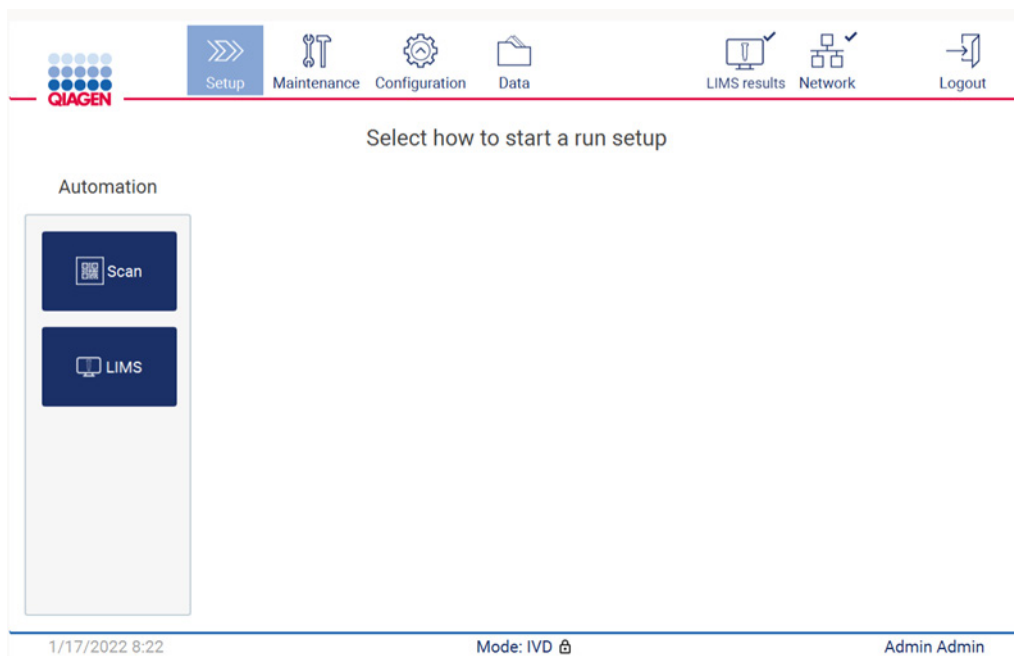 QIAGEN
Setup
Maintenance
Configuration
Data
LIMS results
Network
Logout
Select how to start a run setup
Automation
Scan
LIMS
1/17/2022 8:22
Mode: IVD
Admin Admin